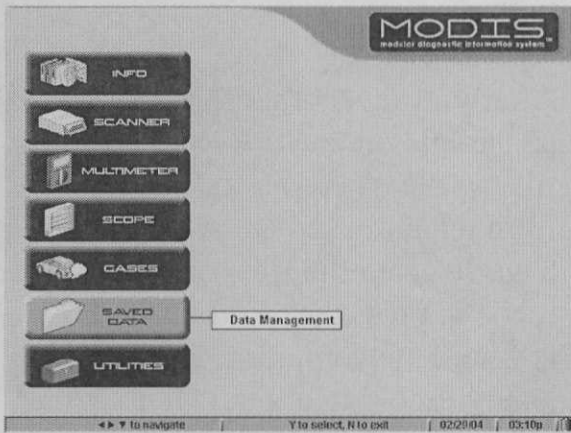 MODIS™
modular diagnostic information system
INFO
SCANNER
MULTIMETER
SCOPE
CASES
SAVED
DATA
Data Management
UTILITIES
◄ ► ▼ to navigate
Y to select, N to exit
02/20/04
03:10p